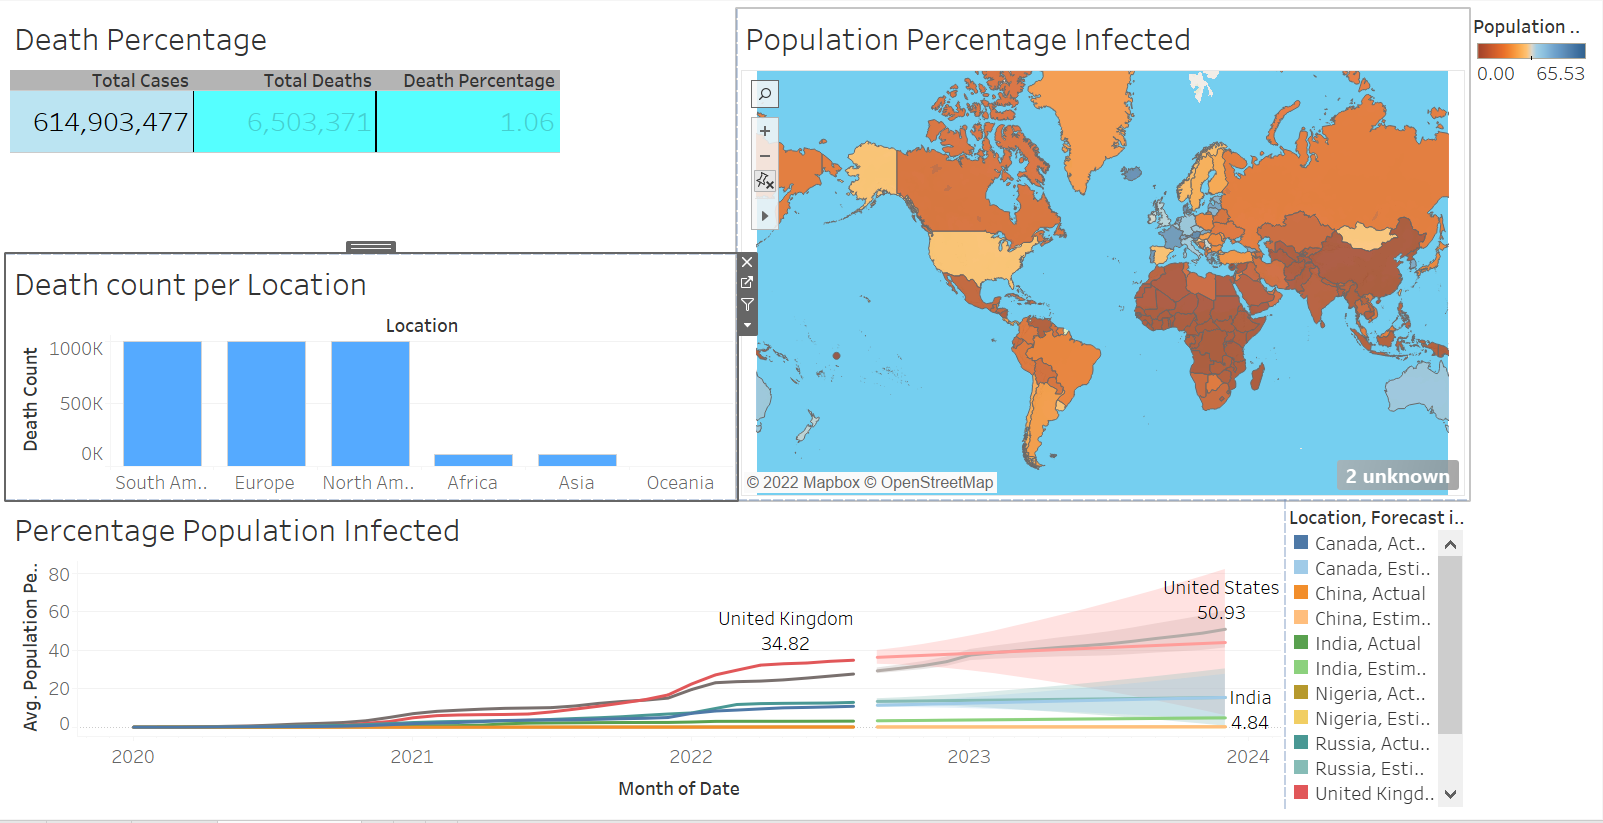 Death Percentage
Total Cases Total Deaths Death Percentage
614,903,477 6,503,371 1.06
Population Percentage Infected
Population ..
0.00 65.53
2 unknown
© 2022 Mapbox © OpenStreetMap
Death count per Location
Location
Death Count
1000K
500K
0K
South Am.. Europe North Am.. Africa Asia Oceania
Percentage Population Infected
Avg. Population Pe..
80
60
40
20
0
United Kingdom
34.82
United States
50.93
India
4.84
2020 2021 2022 2023 2024
Month of Date
Location, Forecast i..
Canada, Act..
Canada, Esti..
China, Actual
China, Estim..
India, Actual
India, Estim..
Nigeria, Act..
Nigeria, Esti..
Russia, Actu..
Russia, Esti..
United Kingd..